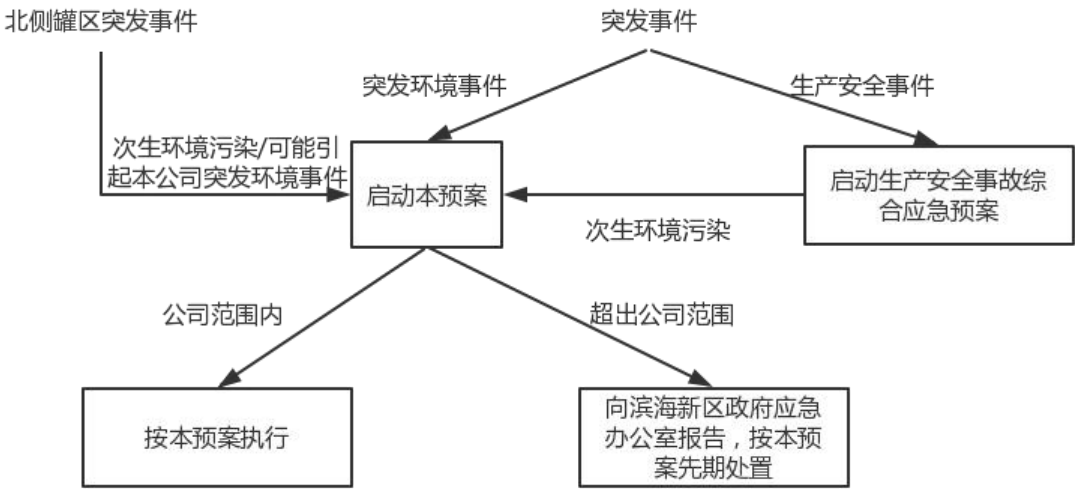 北侧罐区突发事件
突发事件
突发环境事件
生产安全事件
次生环境污染/可能引
起本公司突发环境事件
启动本预案
启动生产安全事故综
合应急预案
次生环境污染
公司范围内
超出公司范围
按本预案执行
向滨海新区政府应急
办公室报告，按本预
案先期处置